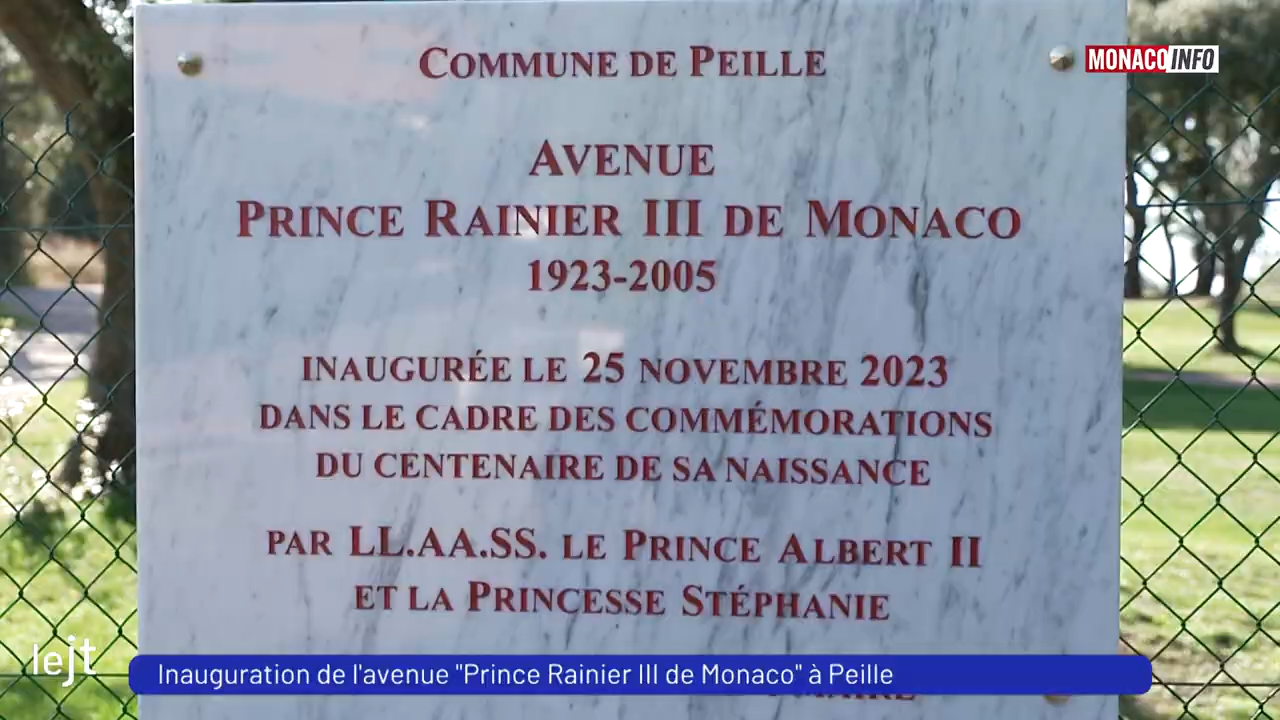 COMMUNE DE PEILLE
MONACO INFO
AVENUE
PRINCE RAINIER III DE MONACO
1923-2005
INAUGURÉE LE 25 NOVEMBRE 2023
DANS LE CADRE DES COMMÉMORATIONS
DU CENTENAIRE DE SA NAISSANCE
PAR LL.AA.SS. LE PRINCE ALBERT II
ET LA PRINCESSE STÉPHANIE
lejt
Inauguration de l'avenue "Prince Rainier III de Monaco" à Peille